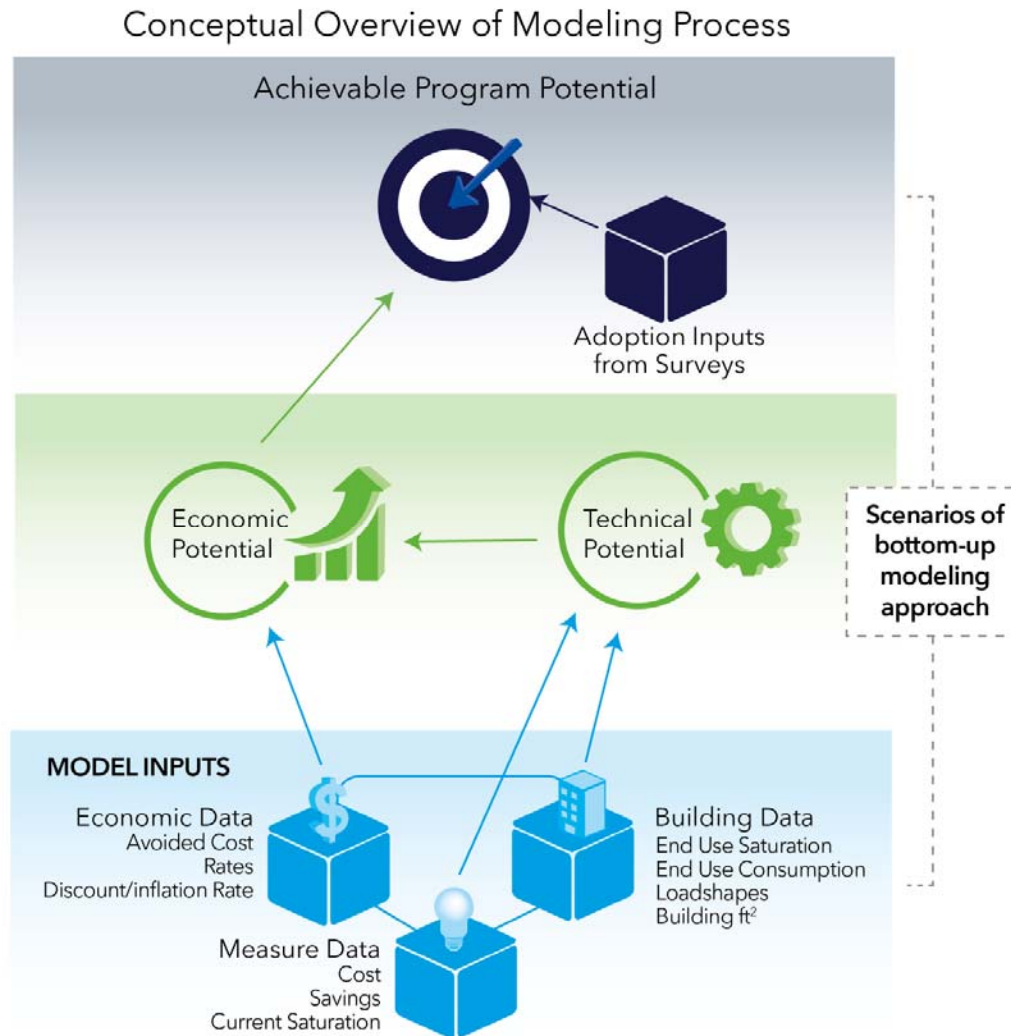 Conceptual Overview of Modeling Process
Achievable Program Potential
Adoption Inputs
from Surveys
Economic
Potential
Technical
Potential
Scenarios of
bottom-up
modeling
approach
MODEL INPUTS
Economic Data
Avoided Cost
Rates
Discount/inflation Rate
$
Building Data
End Use Saturation
End Use Consumption
Loadshapes
Building ft²
Measure Data
Cost
Savings
Current Saturation